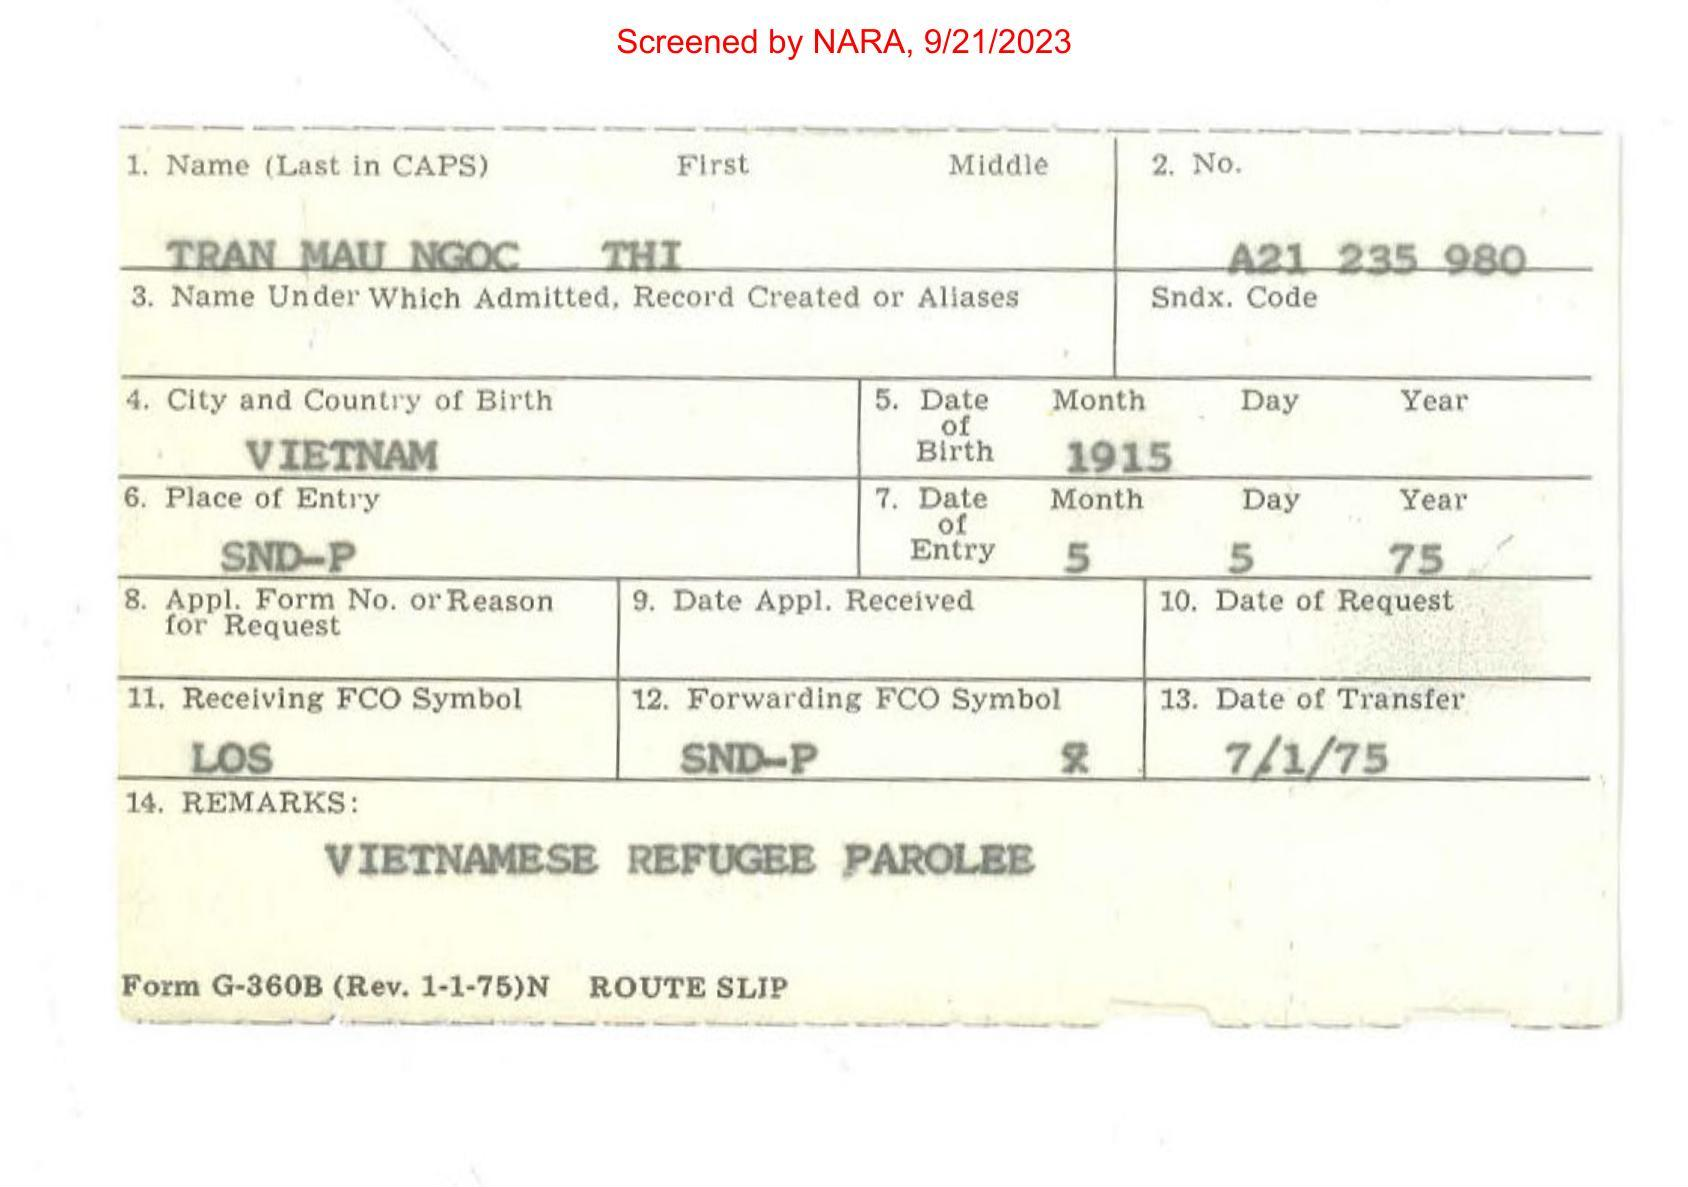 Screened by NARA, 9/21/2023
1. Name (Last in CAPS) First Middle 2. No.
TRAN MAU NGOC THI A21 235 980
3. Name Under Which Admitted, Record Created or Aliases Sndx. Code
4. City and Country of Birth 5. Date of Birth Month Day Year
VIETNAM 1915
6. Place of Entry 7. Date of Entry Month Day Year
SND-P 5 5 75
8. Appl. Form No. or Reason for Request 9. Date Appl. Received 10. Date of Request
11. Receiving FCO Symbol 12. Forwarding FCO Symbol 13. Date of Transfer
LOS SND-P 7/1/75
14. REMARKS:
VIETNAMESE REFUGEE PAROLEE
Form G-360B (Rev. 1-1-75)N ROUTE SLIP